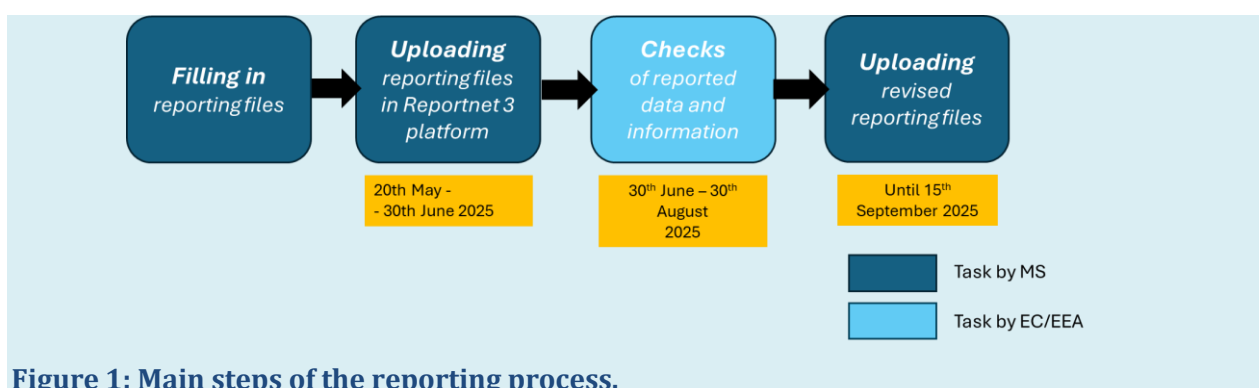 Filling in
reporting files
Uploading
reporting files
in Reportnet 3
platform
Checks
of reported
data and
information
Uploading
revised
reporting files
20th May -
- 30th June 2025
30th June – 30th
August
2025
Until 15th
September 2025
Task by MS
Task by EC/EEA
Figure 1: Main steps of the reporting process.